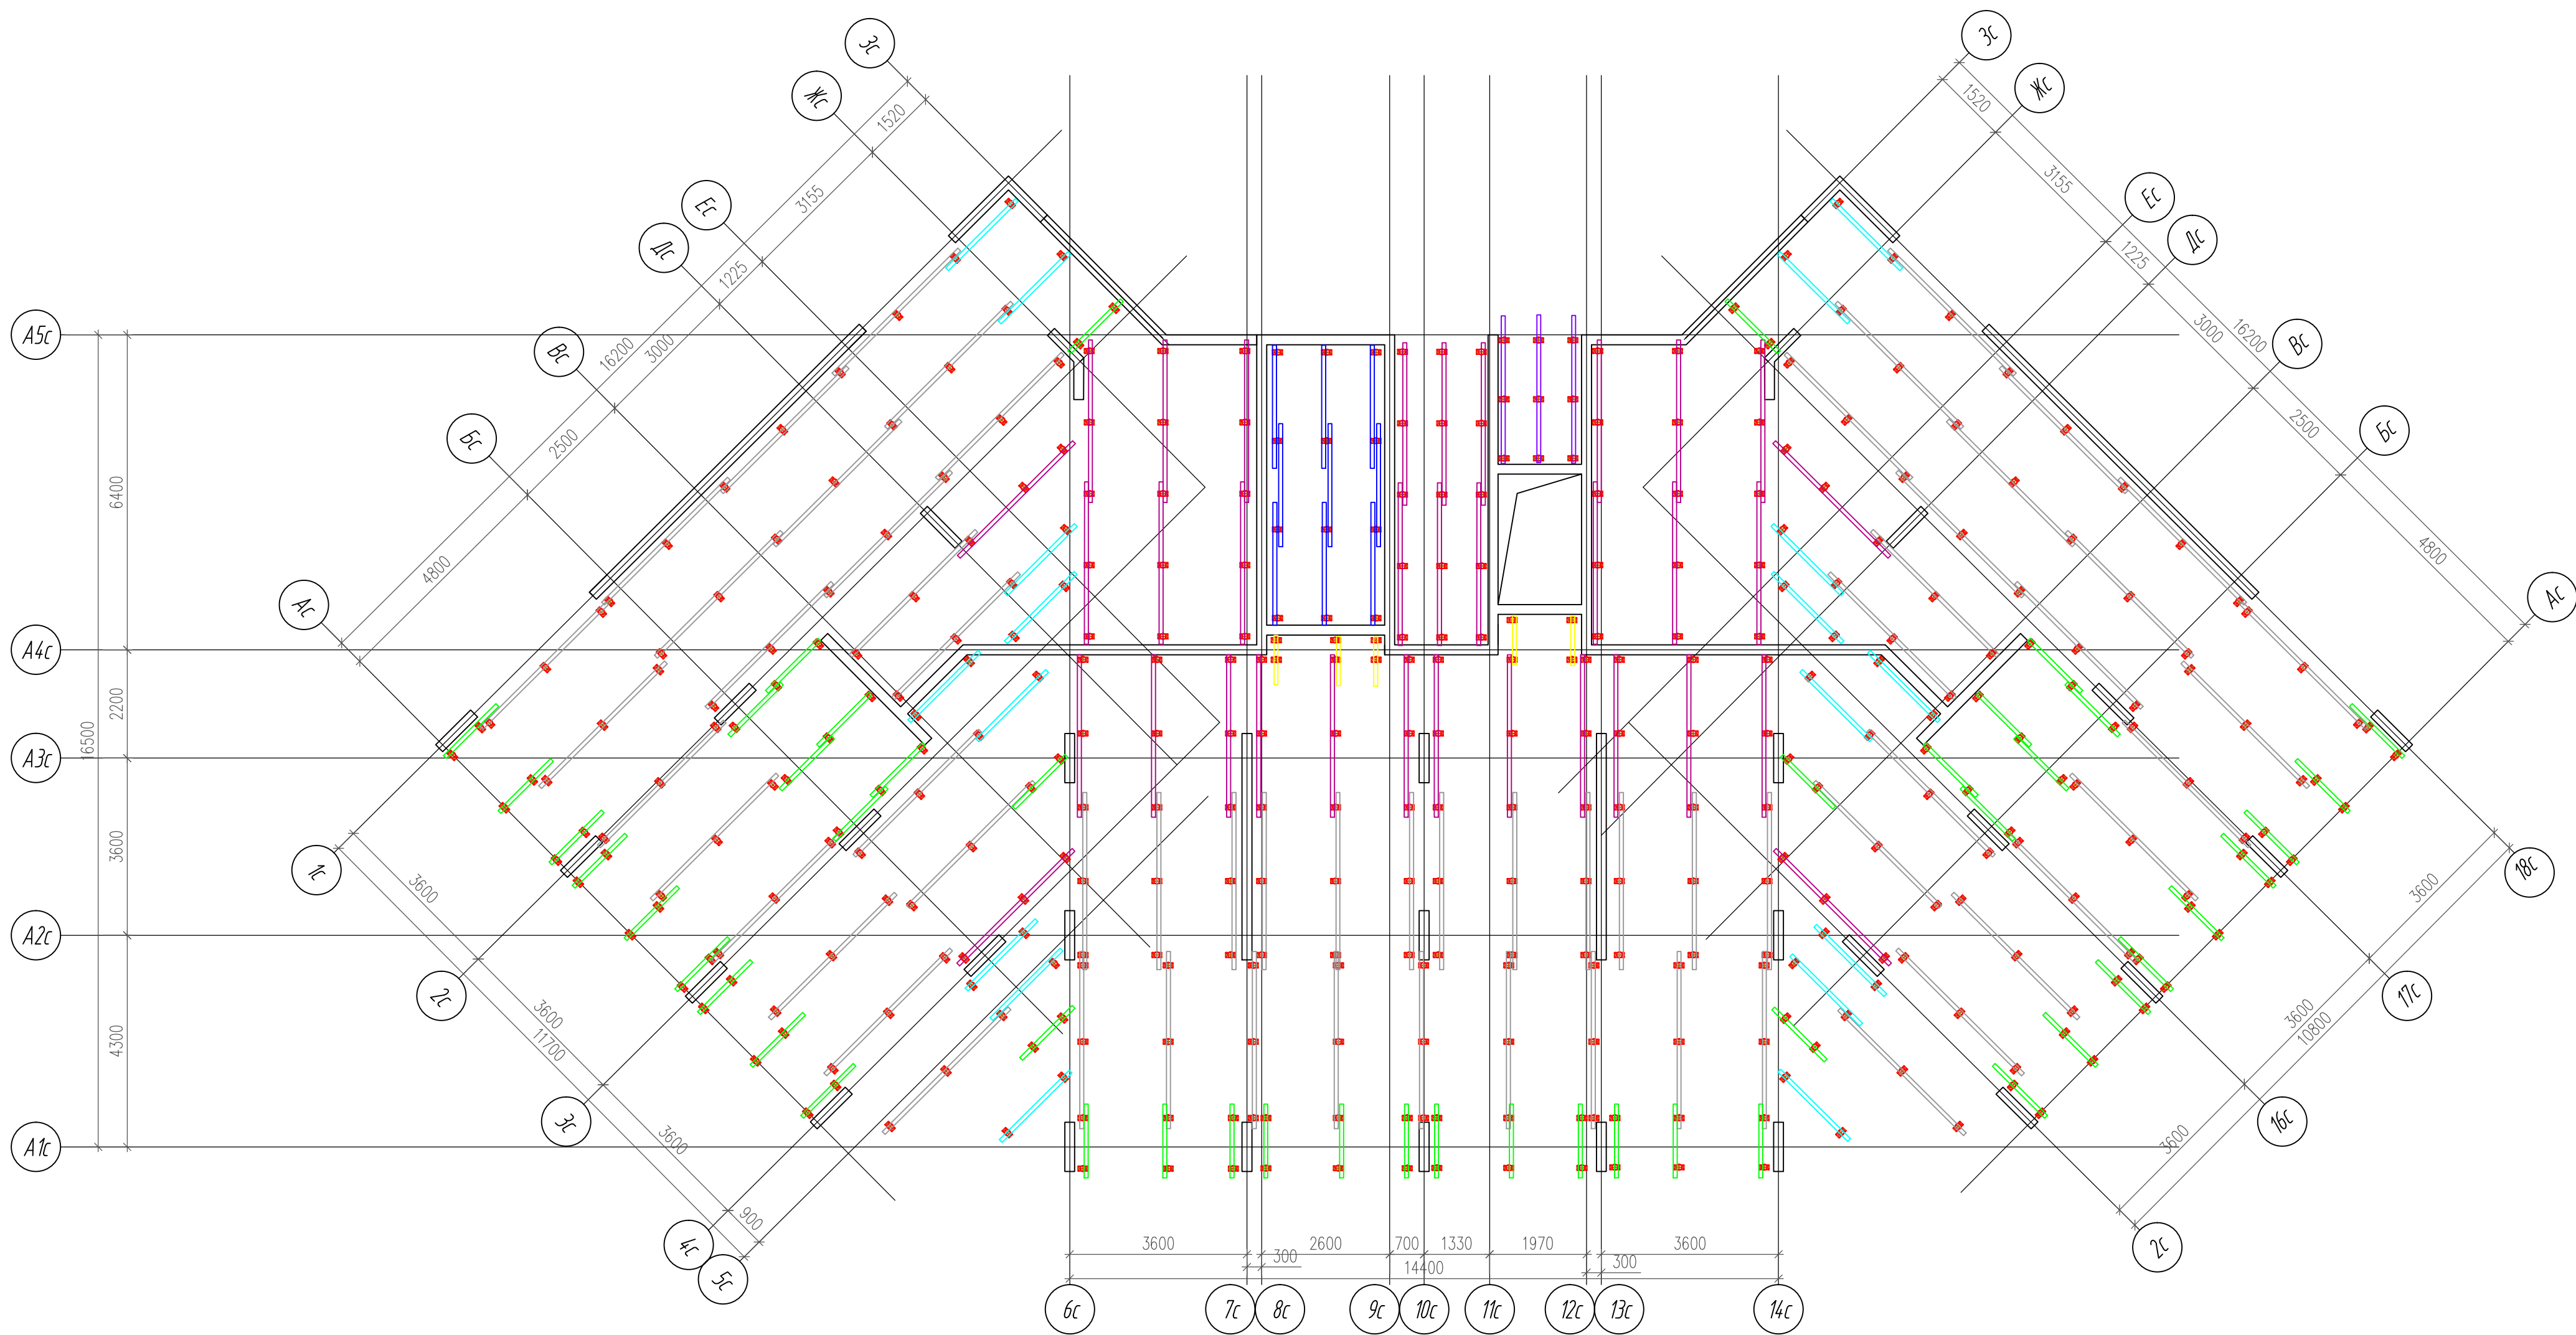 3с
3с
Жс
Жс
1520
1520
3155
3155
Ес
Ес
Дс
Дс
1225
1225
16200
3000
16200
3000
А5с
Вс
Вс
2500
2500
Бс
Бс
6400
4800
4800
Ас
Ас
А4с
2200
16500
А3с
3600
1с
3600
18с
3600
А2с
2с
17с
3600
11700
3600
10800
4300
3с
16с
А1с
3600
3600
900
4с
5с
2с
3600
300
2600
700
1330
1970
300
3600
14400
6с
7с
8с
9с
10с
11с
12с
13с
14с